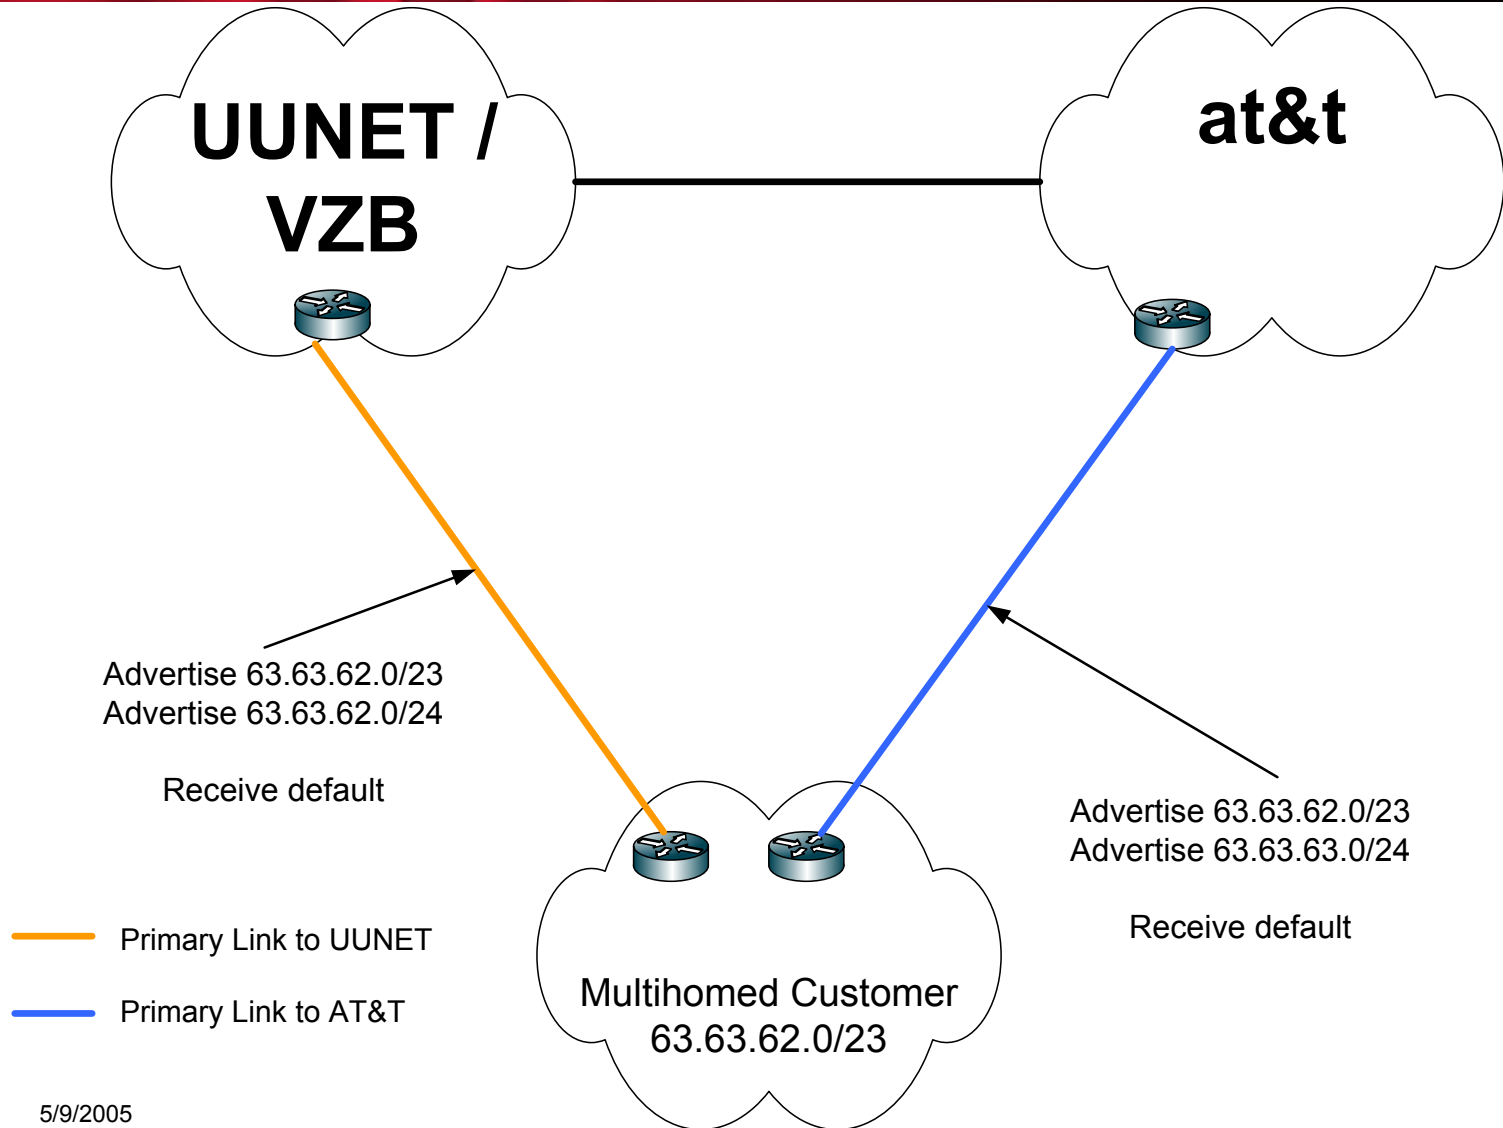 UUNET /
VZB
at&t
Advertise 63.63.62.0/23
Advertise 63.63.62.0/24
Receive default
Advertise 63.63.62.0/23
Advertise 63.63.63.0/24
Receive default
Primary Link to UUNET
Primary Link to AT&T
Multihomed Customer
63.63.62.0/23
5/9/2005